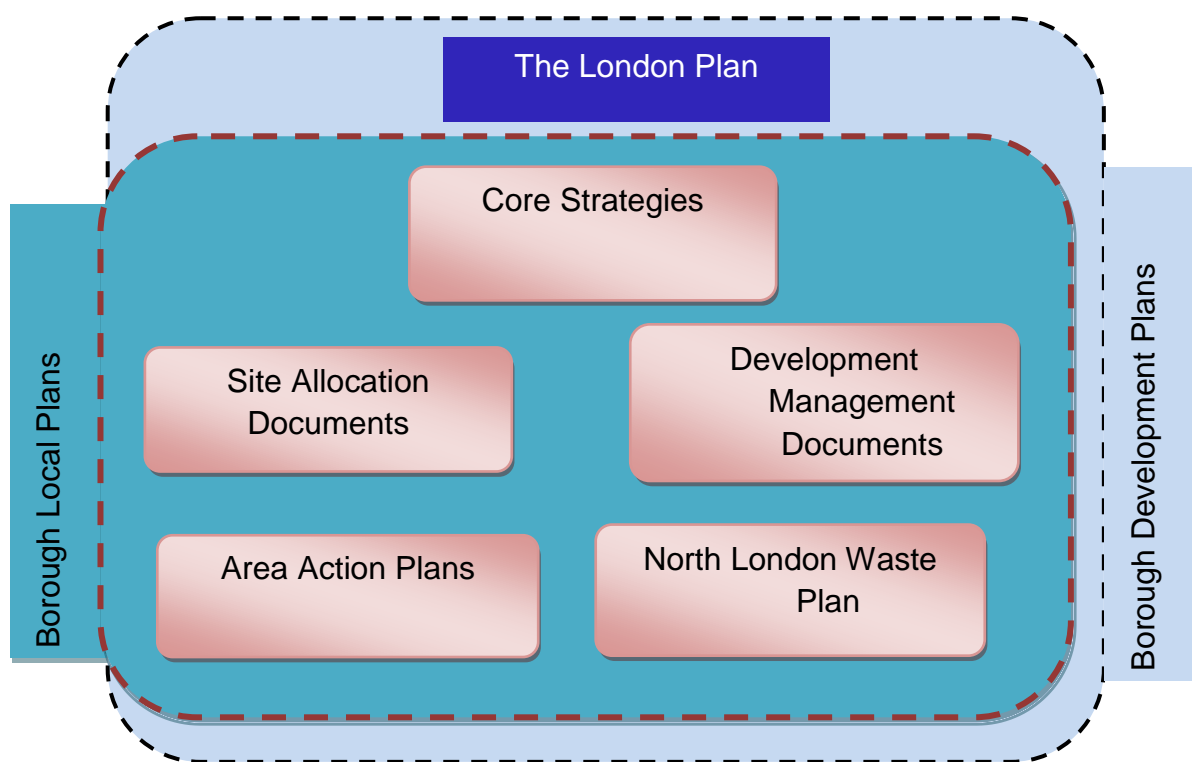 The London Plan
Core Strategies
Site Allocation
Documents
Development
Management
Documents
Area Action Plans
North London Waste
Plan
Borough Local Plans
Borough Development Plans